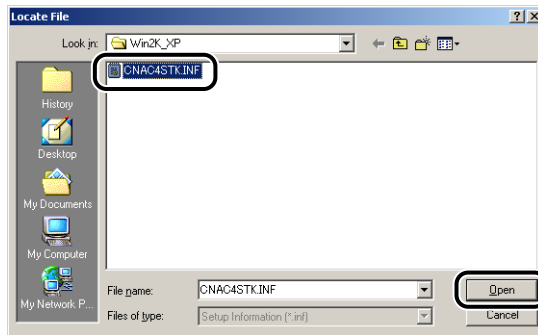 Locate File
Look in: Win2K_XP
CNAC4STK.INF
History
Desktop
My Documents
My Computer
My Network P...
File name: CNAC4STK.INF Open
Files of type: Setup Information (*.inf) Cancel